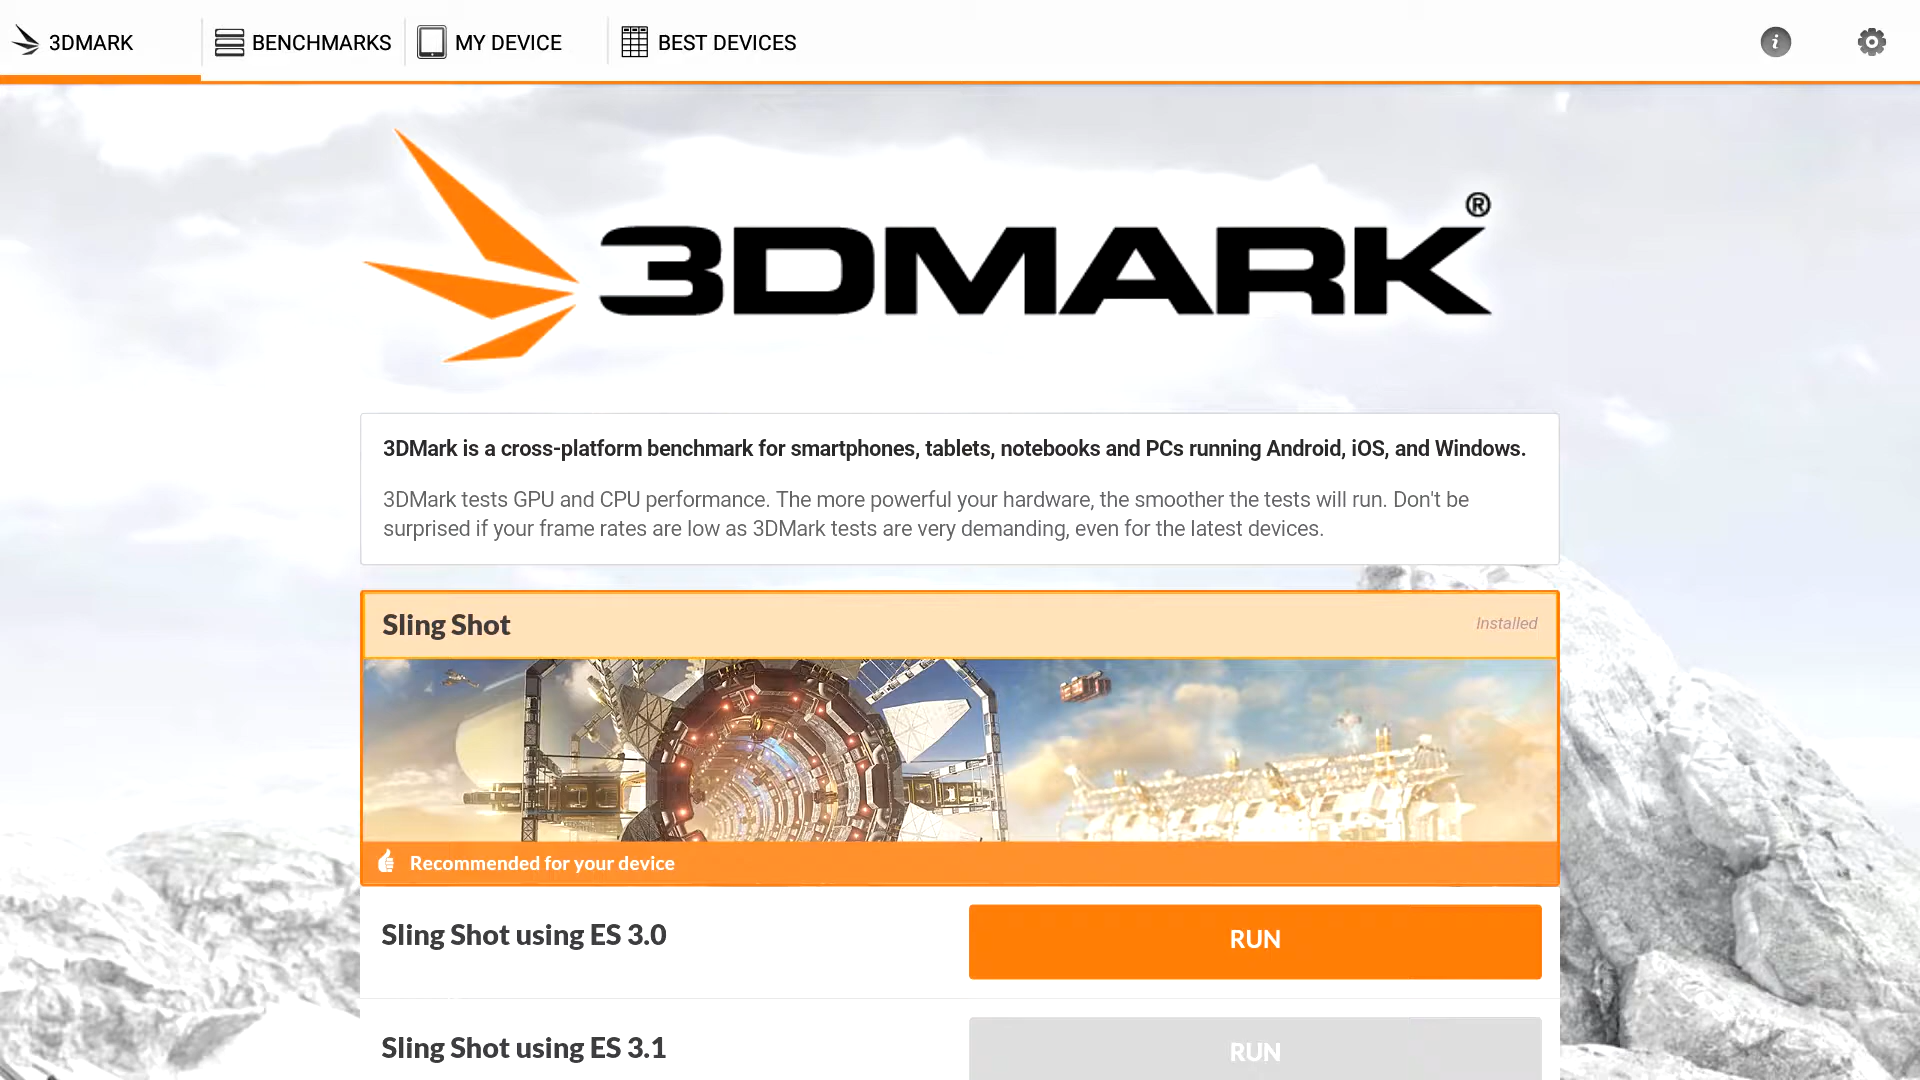 3DMARK
BENCHMARKS
MY DEVICE
BEST DEVICES
3DMARK®
3DMark is a cross-platform benchmark for smartphones, tablets, notebooks and PCs running Android, iOS, and Windows.
3DMark tests GPU and CPU performance. The more powerful your hardware, the smoother the tests will run. Don't be
surprised if your frame rates are low as 3DMark tests are very demanding, even for the latest devices.
Sling Shot
Installed
Recommended for your device
Sling Shot using ES 3.0
RUN
Sling Shot using ES 3.1
RUN